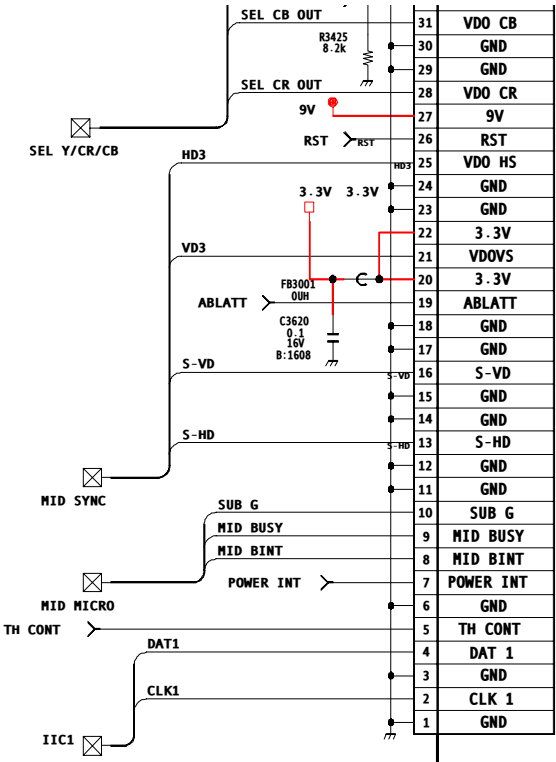 SEL CB OUT
31 VDO CB
R3425
8.2k
30 GND
29 GND
SEL CR OUT
28 VDO CR
9V
27 9V
RST RST
26 RST
SEL Y/CR/CB
HD3
HD3 25 VDO HS
24 GND
3.3V 3.3V
23 GND
22 3.3V
VD3
21 VDOVS
20 3.3V
FB3001
0UH
ABLATT
19 ABLATT
C3620
0.1
16V
B:1608
18 GND
17 GND
S-VD
S-VD 16 S-VD
15 GND
14 GND
S-HD
S-HD 13 S-HD
12 GND
MID SYNC
11 GND
SUB G
10 SUB G
MID BUSY
9 MID BUSY
MID BINT
8 MID BINT
POWER INT
7 POWER INT
MID MICRO
6 GND
TH CONT
5 TH CONT
DAT1
4 DAT 1
3 GND
CLK1
2 CLK 1
1 GND
IIC1